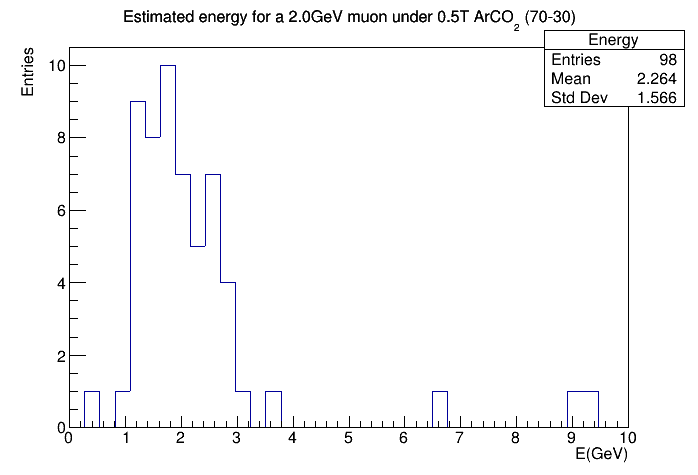 Estimated energy for a 2.0GeV muon under 0.5T ArCO₂ (70-30)
Energy
Entries 98
Mean 2.264
Std Dev 1.566
Entries
10
8
6
4
2
0
0 1 2 3 4 5 6 7 8 9 10
E(GeV)